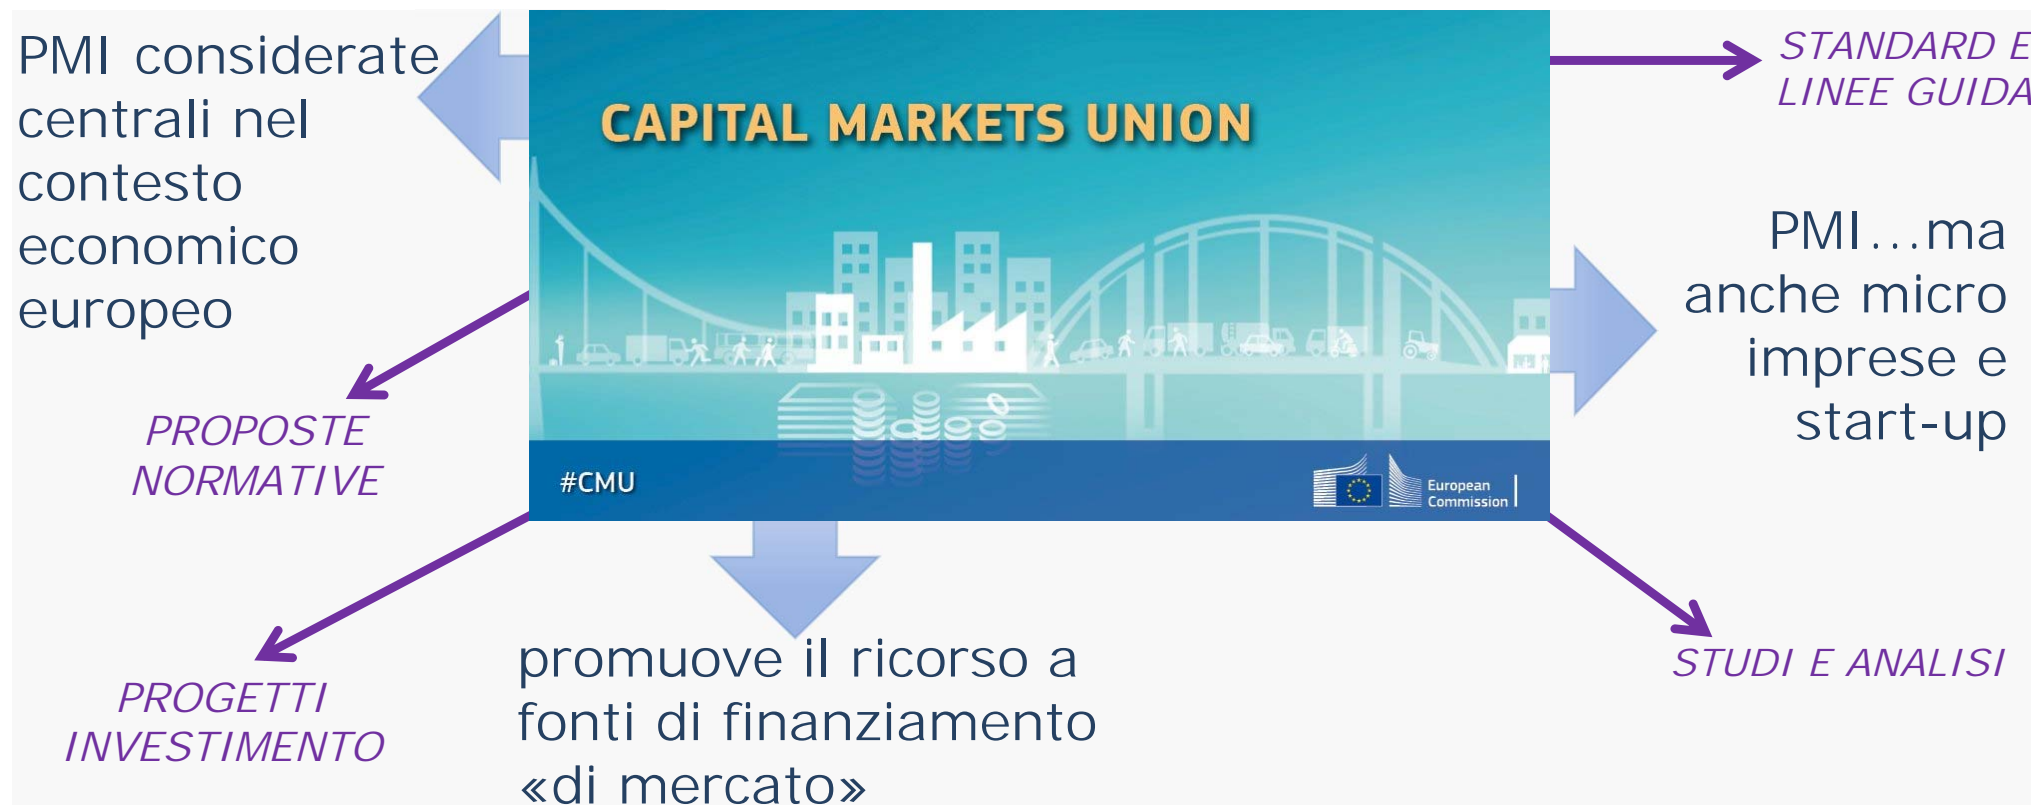 PMI considerate
centrali nel
contesto
economico
europeo
CAPITAL MARKETS UNION
STANDARD E
LINEE GUIDA
PMI...ma
anche micro
imprese e
start-up
PROPOSTE
NORMATIVE
#CMU
European
Commission
PROGETTI
INVESTIMENTO
promuove il ricorso a
fonti di finanziamento
«di mercato»
STUDI E ANALISI